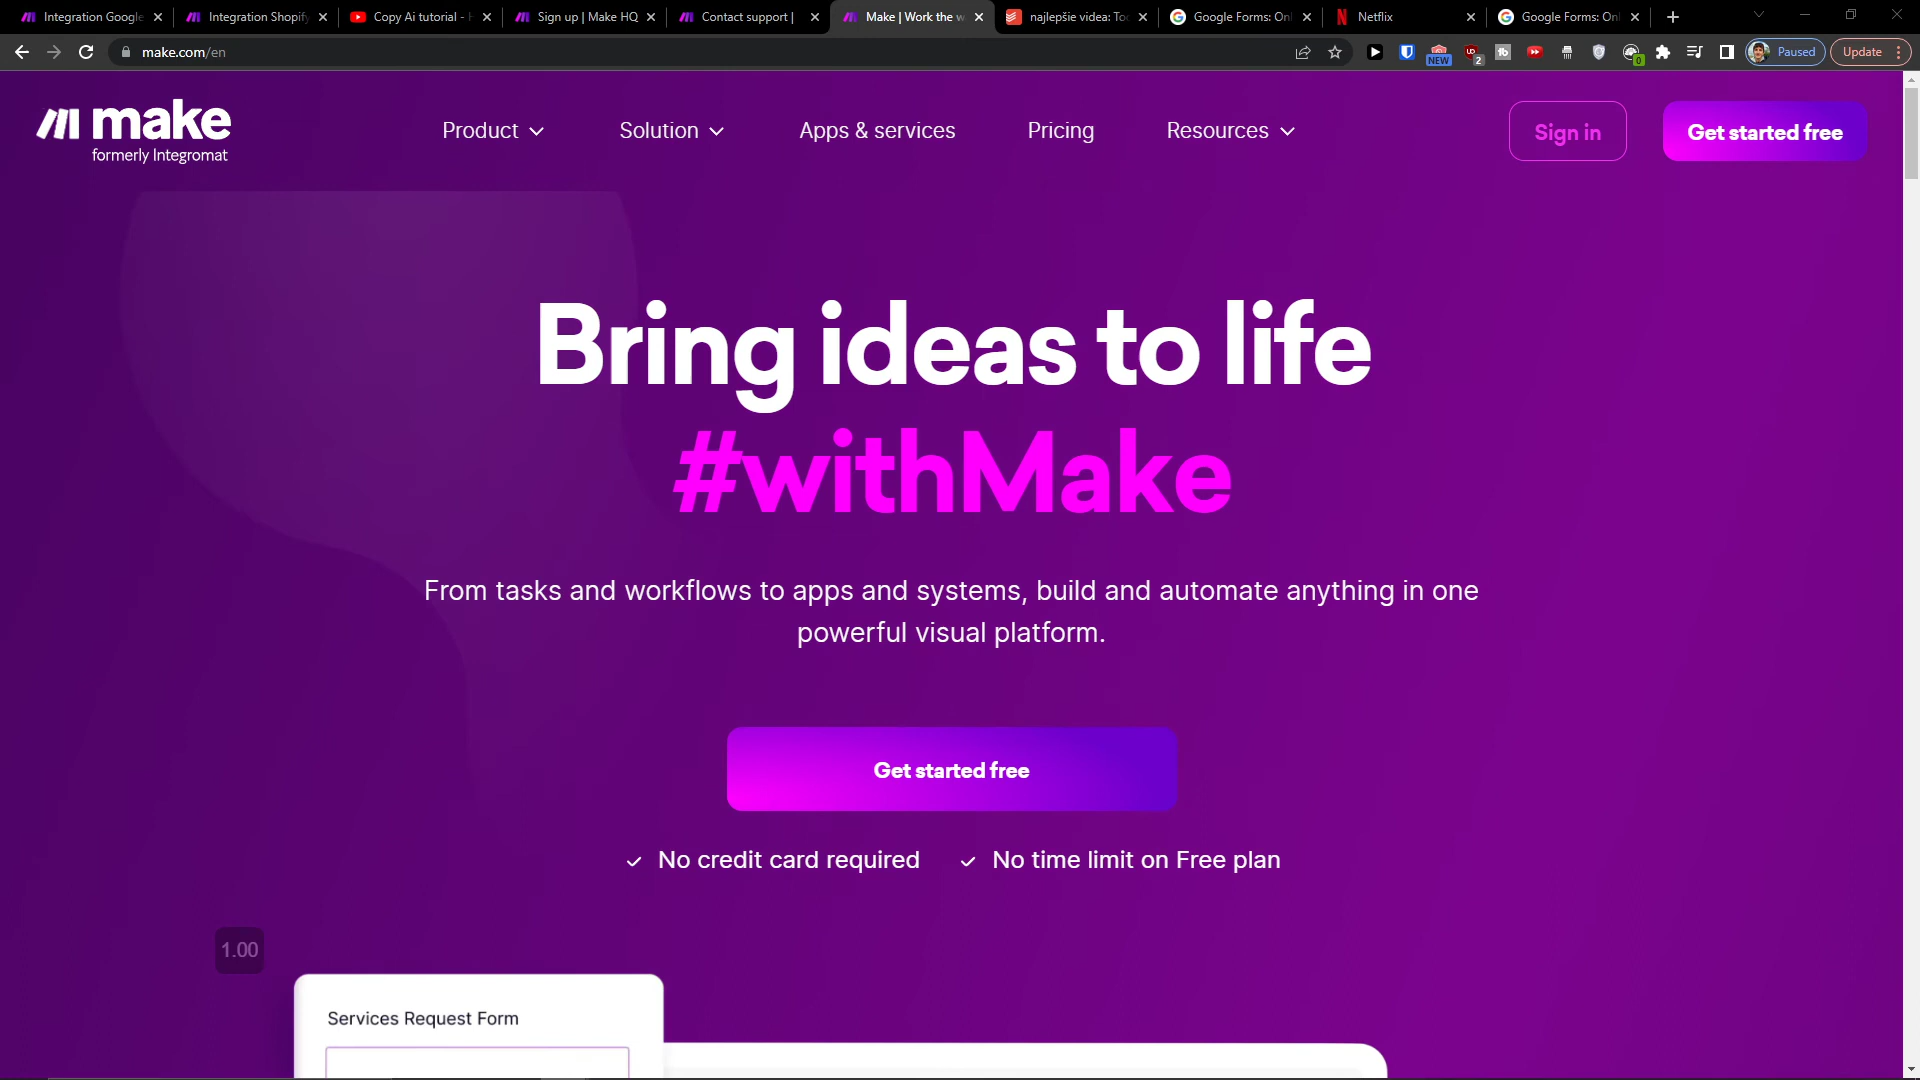 Integration Google
Integration Shopify
Copy Ai tutorial -
Sign up | Make HQ
Contact support |
Make | Work the w
najlepšie videa: Too
Google Forms: Onl
Netflix
Google Forms: Onl
make.com/en
NEW
2
0
Paused
Update
make
formerly Integromat
Product
Solution
Apps & services
Pricing
Resources
Sign in
Get started free
Bring ideas to life
#withMake
From tasks and workflows to apps and systems, build and automate anything in one
powerful visual platform.
Get started free
No credit card required
No time limit on Free plan
1.00
Services Request Form